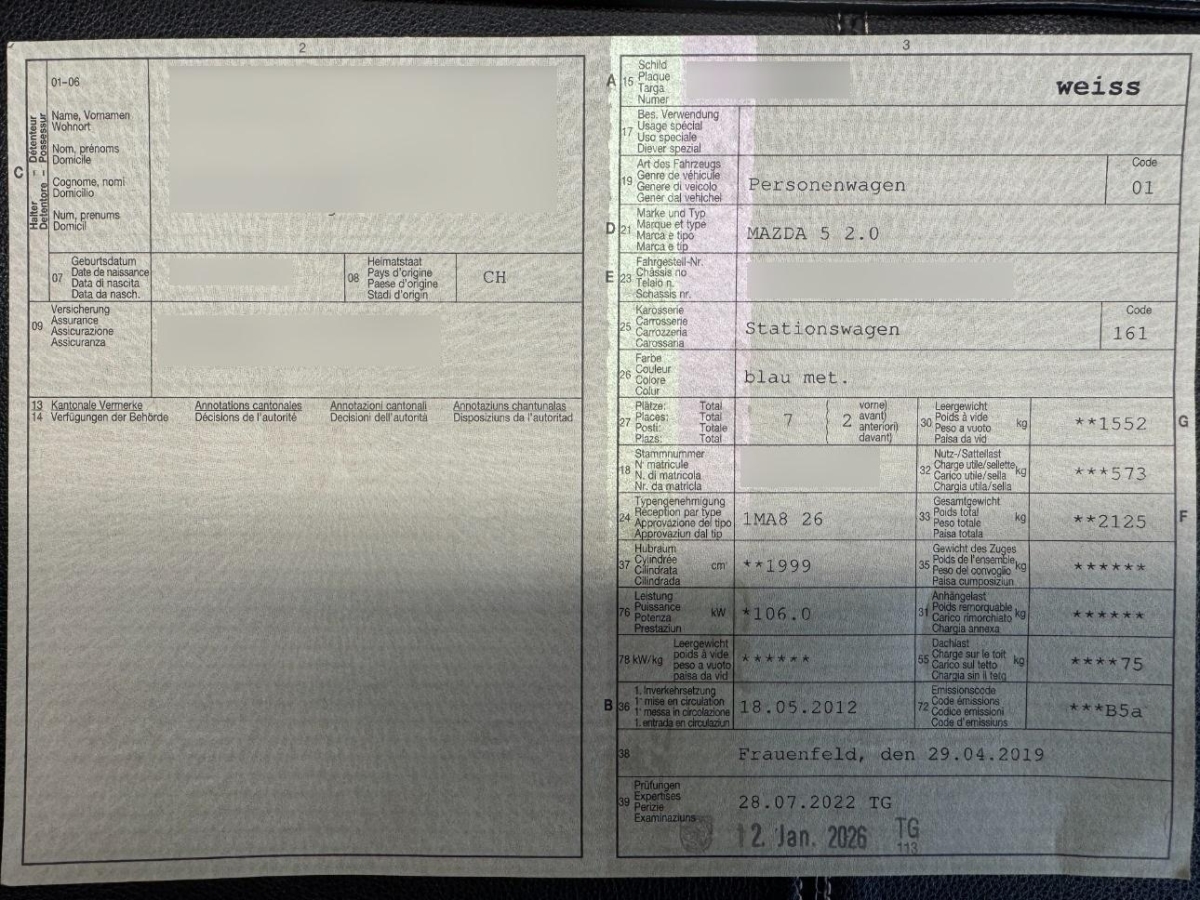 2
01–06
Name, Vornamen
Wohnort
Nom, prénoms
Domicile
Cognome, nomi
Domicilio
Num, prenums
Domicil
C
Halter – Détenteur
Detentore – Possessur
07
Geburtsdatum
Date de naissance
Data di nascita
Data da nasch.
08
Heimatstaat
Pays d'origine
Paese d'origine
Stadi d'origin
CH
09
Versicherung
Assurance
Assicurazione
Assicuranza
13 Kantonale Vermerke Annotations cantonales Annotazioni cantonali Annotaziuns chantunalas
14 Verfügungen der Behörde Décisions de l'autorité Decisioni dell'autorità Disposiziuns da l'autoritad
3
A 15
Schild
Plaque
Targa
Numer
weiss
17
Bes. Verwendung
Usage spécial
Uso speciale
Diever spezial
19
Art des Fahrzeugs
Genre de véhicule
Genere di veicolo
Gener dal vehichel
Personenwagen
Code
01
D 21
Marke und Typ
Marque et type
Marca e tipo
Marca e tip
MAZDA 5 2.0
E 23
Fahrgestell-Nr.
Châssis no
Telaio n.
Schassis nr.
25
Karosserie
Carrosserie
Carrozzeria
Carossaria
Stationswagen
Code
161
26
Farbe
Couleur
Colore
Colur
blau met.
27
Plätze: Total
Places: Total
Posti: Totale
Plazs: Total
7
2
vorne)
avant)
anteriori)
davant)
30
Leergewicht
Poids à vide
Peso a vuoto
Paisa da vid
kg
**1552
G
18
Stammnummer
N° matricule
N. di matricola
Nr. da matricla
32
Nutz-/Sattellast
Charge utile/sellette
Carico utile/sella
Chargia utila/sella
kg
***573
24
Typengenehmigung
Réception par type
Approvazione del tipo
Approvaziun dal tip
1MA8 26
33
Gesamtgewicht
Poids total
Peso totale
Paisa totala
kg
**2125
F
37
Hubraum
Cylindrée
Cilindrata
Cilindrada
cm³
**1999
35
Gewicht des Zuges
Poids de l'ensemble
Peso del convoglio
Paisa cumposiziun
kg
******
76
Leistung
Puissance
Potenza
Prestaziun
kW
*106.0
31
Anhängelast
Poids remorquable
Carico rimorchiato
Chargia annexa
kg
******
78 kW/kg
Leergewicht
poids à vide
peso a vuoto
paisa da vid
******
55
Dachlast
Charge sur le toit
Carico sul tetto
Chargia sin il tetg
kg
****75
B 36
1. Inverkehrsetzung
1re mise en circulation
1a messa in circolazione
1. entrada en circulaziun
18.05.2012
72
Emissionscode
Code émissions
Codice emissioni
Code d'emissiuns
***B5a
38
Frauenfeld, den 29.04.2019
39
Prüfungen
Expertises
Perizie
Examinaziuns
28.07.2022 TG
12. Jan. 2026 TG
113